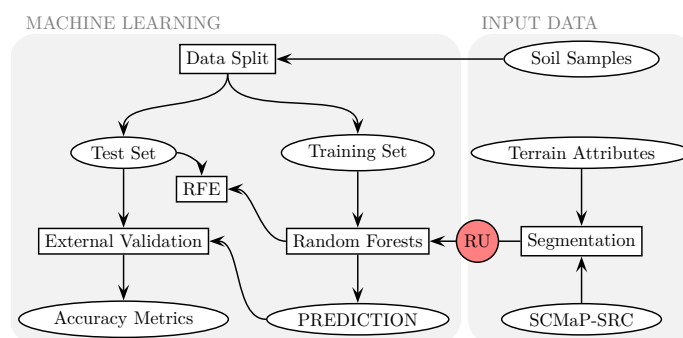 MACHINE LEARNING
INPUT DATA
Data Split
Soil Samples
Test Set
Training Set
Terrain Attributes
RFE
External Validation
Random Forests
RU
Segmentation
Accuracy Metrics
PREDICTION
SCMaP-SRC